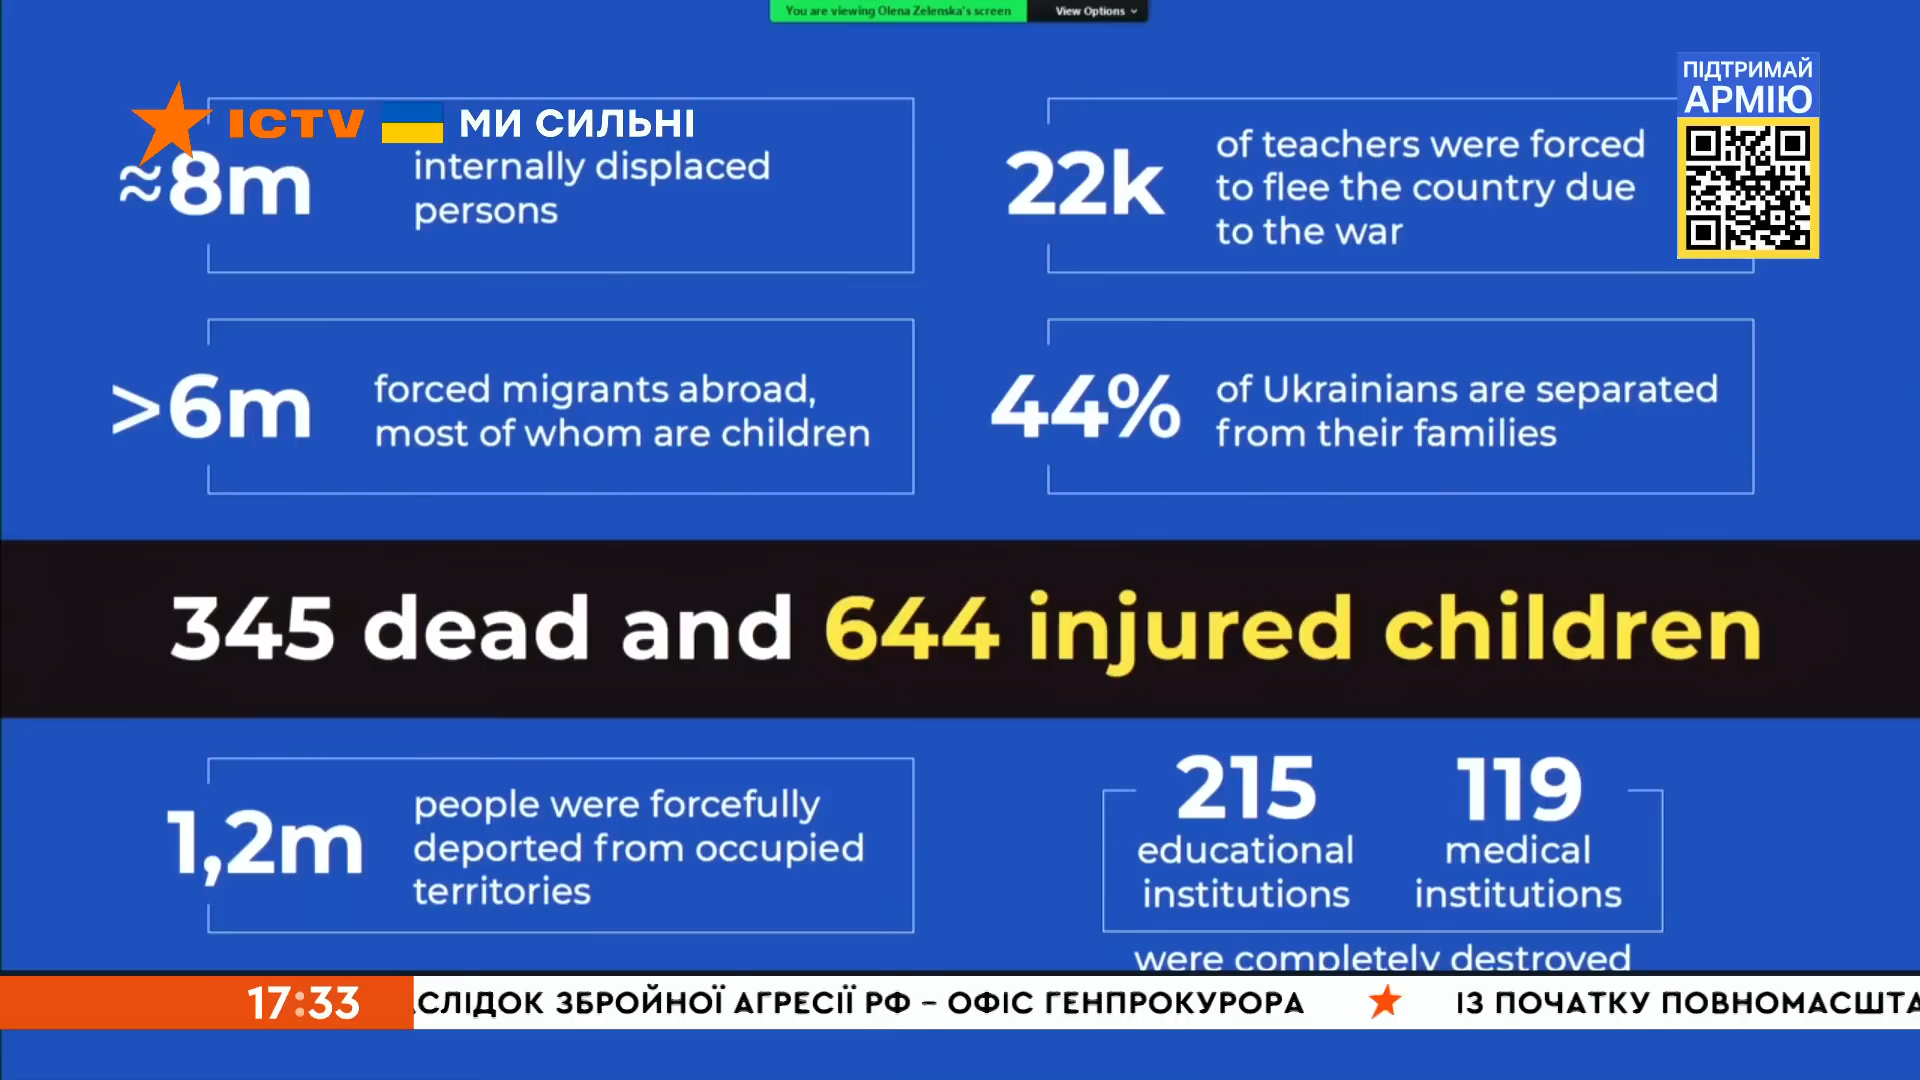 You are viewing Olena Zelenska's screen View Options
ПІДТРИМАЙ
АРМІЮ
ICTV МИ СИЛЬНІ
≈8m
internally displaced
persons
22k
of teachers were forced
to flee the country due
to the war
>6m
forced migrants abroad,
most of whom are children
44%
of Ukrainians are separated
from their families
345 dead and 644 injured children
1,2m
people were forcefully
deported from occupied
territories
215
educational
institutions
119
medical
institutions
were completely destroyed
17:33
СЛІДОК ЗБРОЙНОЇ АГРЕСІЇ РФ – ОФІС ГЕНПРОКУРОРА ІЗ ПОЧАТКУ ПОВНОМАСШТА